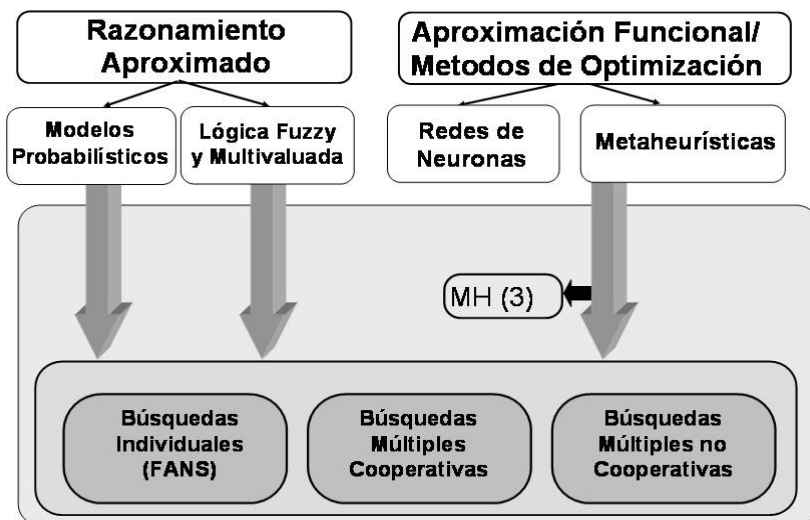 Razonamiento
Aproximado
Aproximación Funcional/
Metodos de Optimización
Modelos
Probabilísticos
Lógica Fuzzy
y Multivaluada
Redes de
Neuronas
Metaheurísticas
MH (3)
Búsquedas
Individuales
(FANS)
Búsquedas
Múltiples
Cooperativas
Búsquedas
Múltiples no
Cooperativas